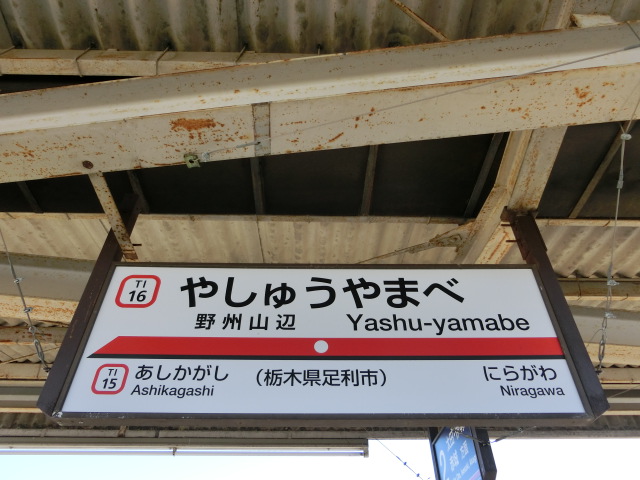 TI
16
やしゅうやまべ
野州山辺
Yashu-yamabe
TI
15
あしかがし
Ashikagashi
（栃木県足利市）
にらがわ
Niragawa